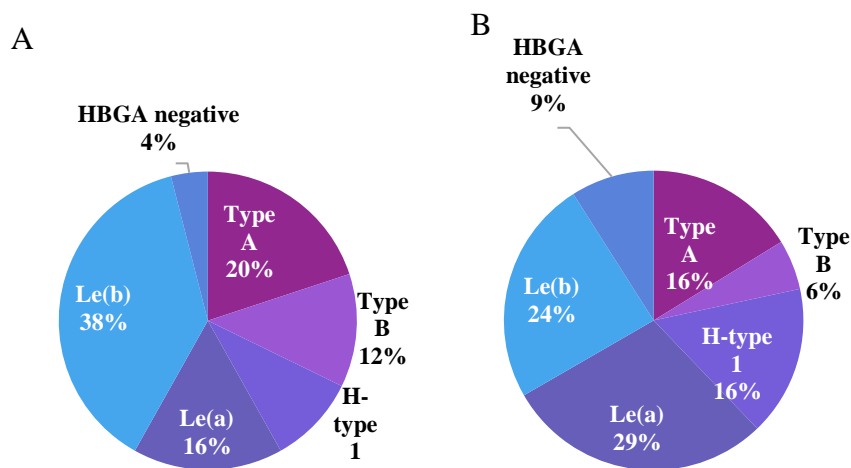 A
HBGA negative
4%
Type
A
20%
Type
B
12%
H-
type
1
Le(a)
16%
Le(b)
38%
B
HBGA
negative
9%
Type
A
16%
Type
B
6%
H-type
1
16%
Le(a)
29%
Le(b)
24%